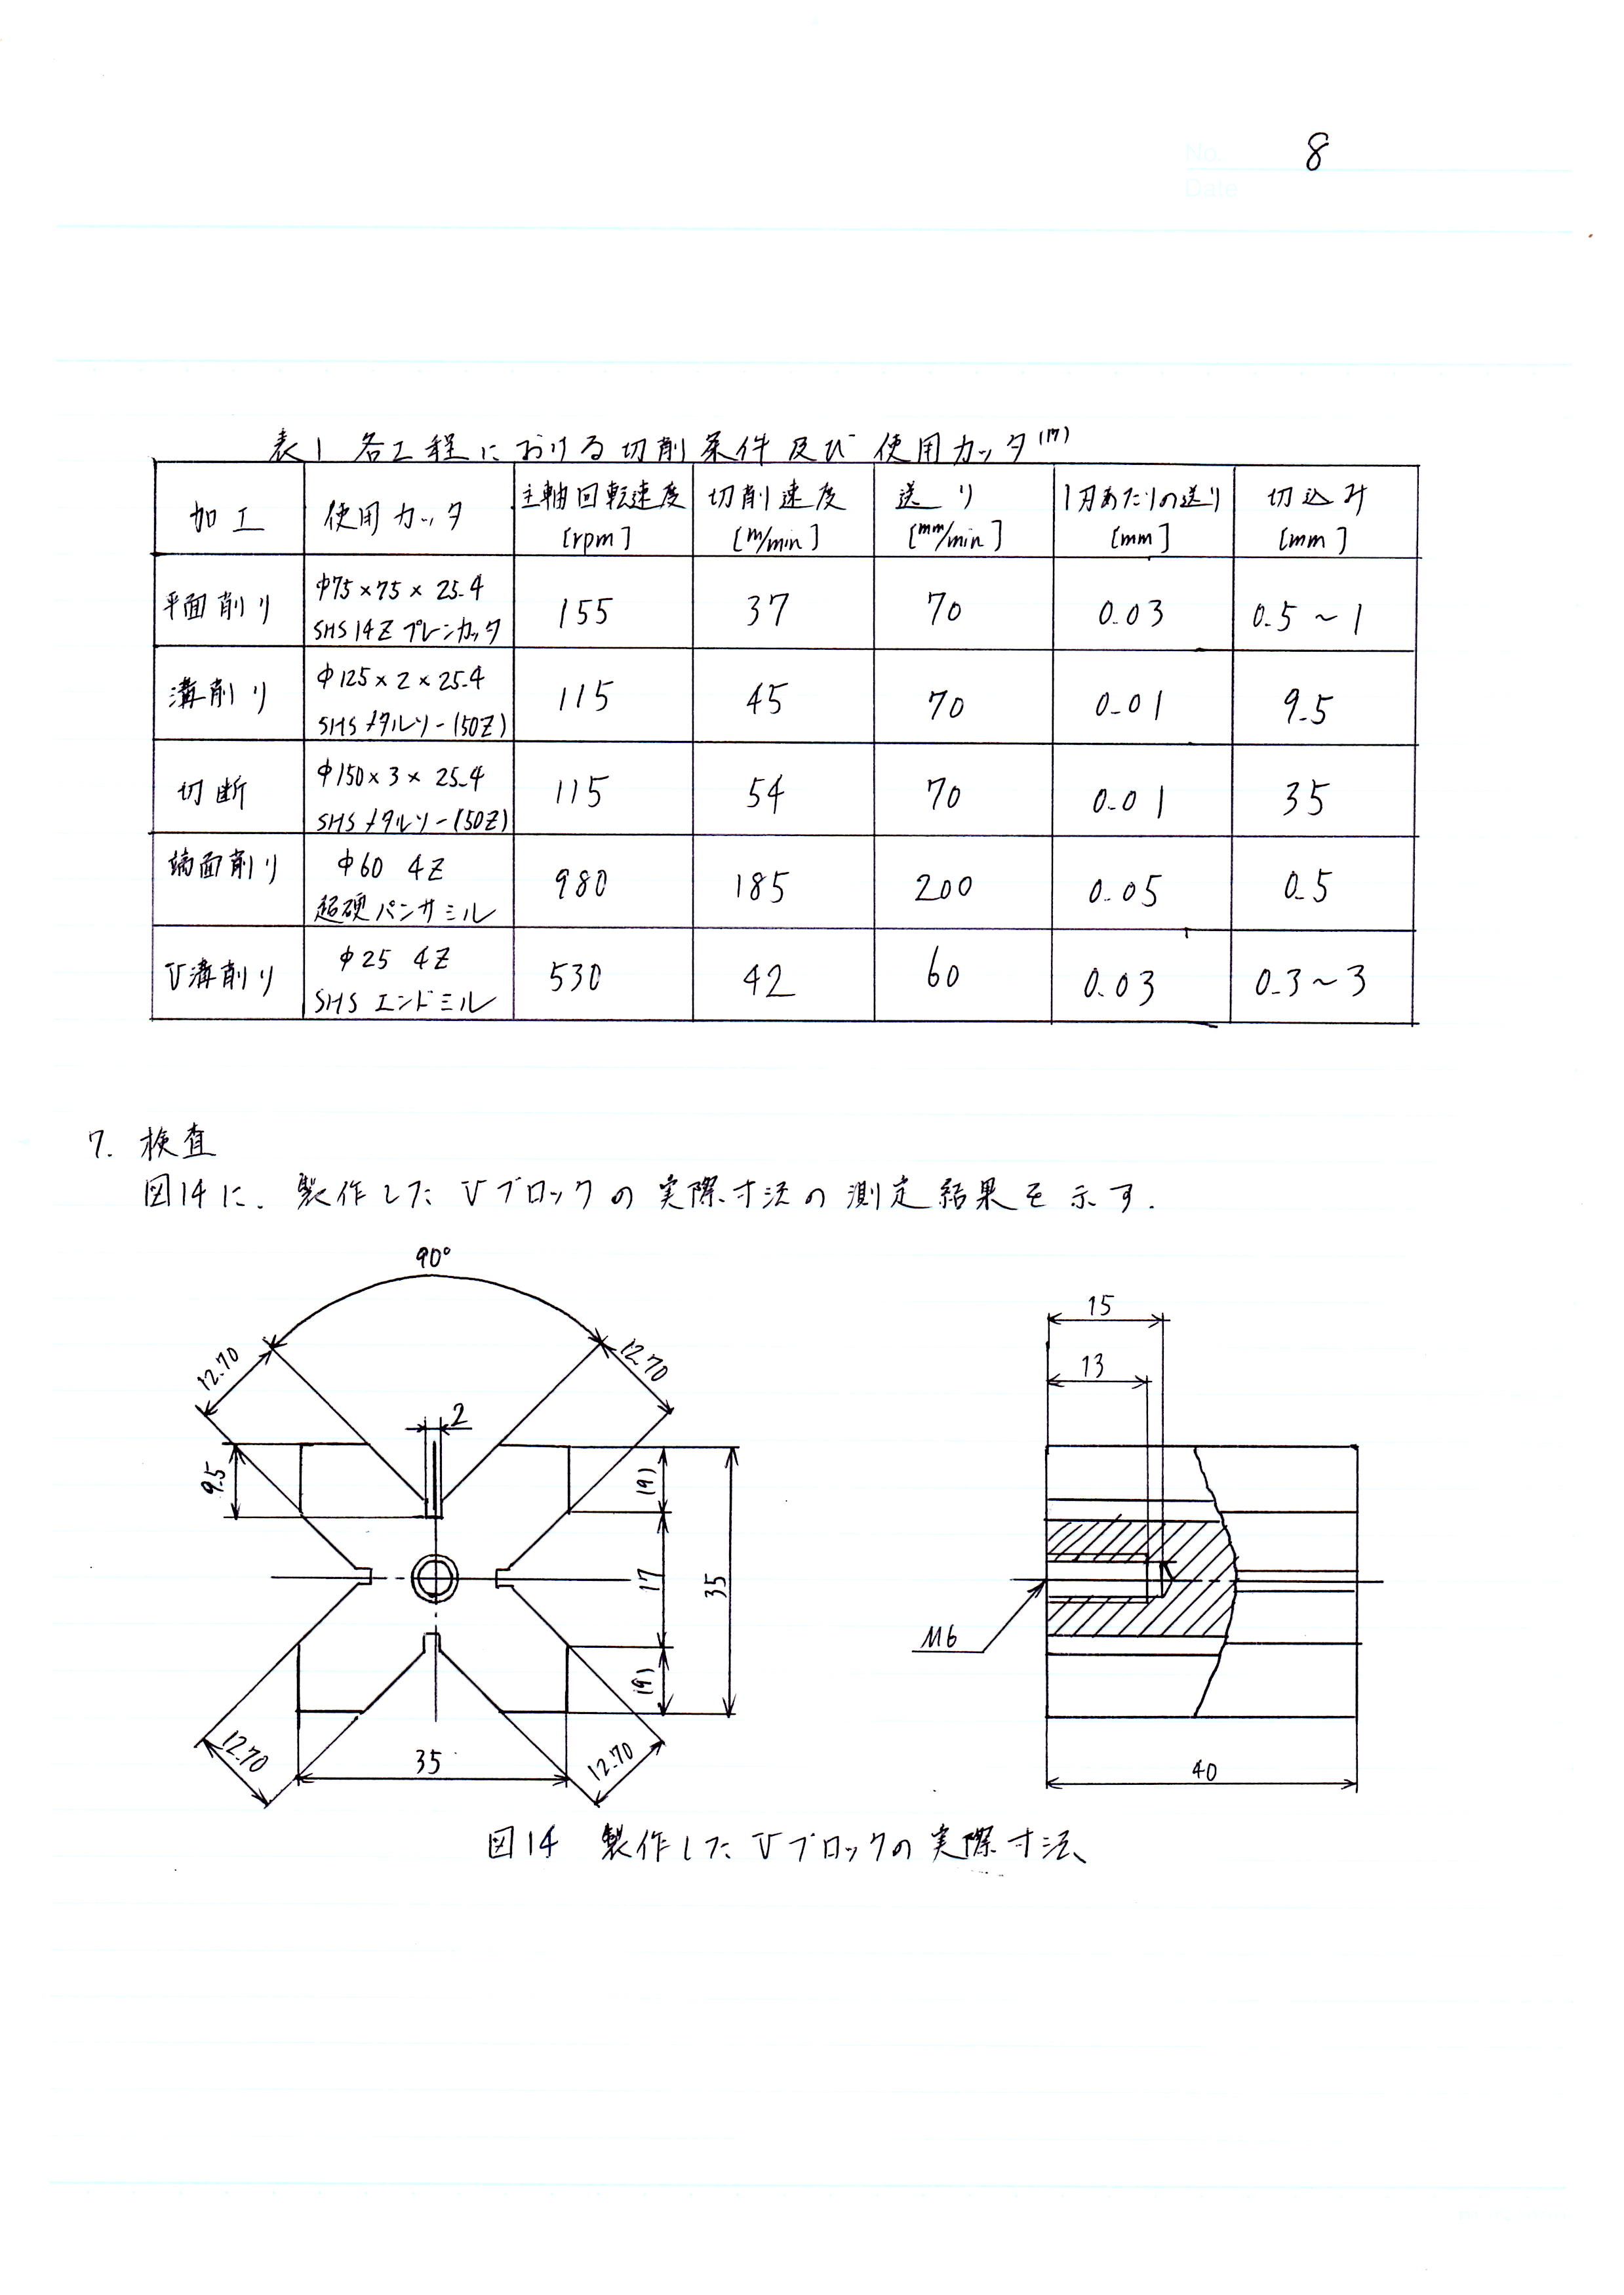 No. 8
Date
表1 各工程における切削条件及び使用カッタ(17)
加工 使用カッタ 主軸回転速度 [rpm] 切削速度 [m/min] 送り [mm/min] 1刃あたりの送り [mm] 切込み [mm]
平面削り φ75×75×25.4 SHS 14Z プレンカッタ 155 37 70 0.03 0.5~1
溝削り φ125×2×25.4 SHS メタルソー(50Z) 115 45 70 0.01 9.5
切断 φ150×3×25.4 SHS メタルソー(50Z) 115 54 70 0.01 35
端面削り φ60 4Z 超硬パンサミル 980 185 200 0.05 0.5
V溝削り φ25 4Z SHS エンドミル 530 42 60 0.03 0.3~3
7. 検査
図14に.製作したVブロックの実際寸法の測定結果を示す.
90°
12.70
12.70
2
9.5
(9)
17
35
(9)
12.70
35
12.70
15
13
M6
40
図14 製作したVブロックの実際寸法